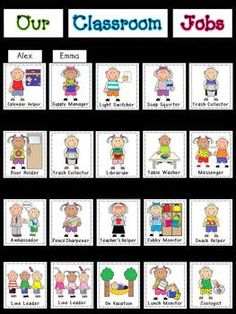 Our Classroom Jobs
Alex Emma
Calendar Helper Supply Manager Light Switcher Soap Squirter Trash Collector
Door Holder Trash Collector Librarian Table Washer Messenger
Ambassador Pencil Sharpener Teacher's Helper Cubby Monitor Snack Helper
Line Leader Line Leader On Vacation Lunch Monitor Zoologist